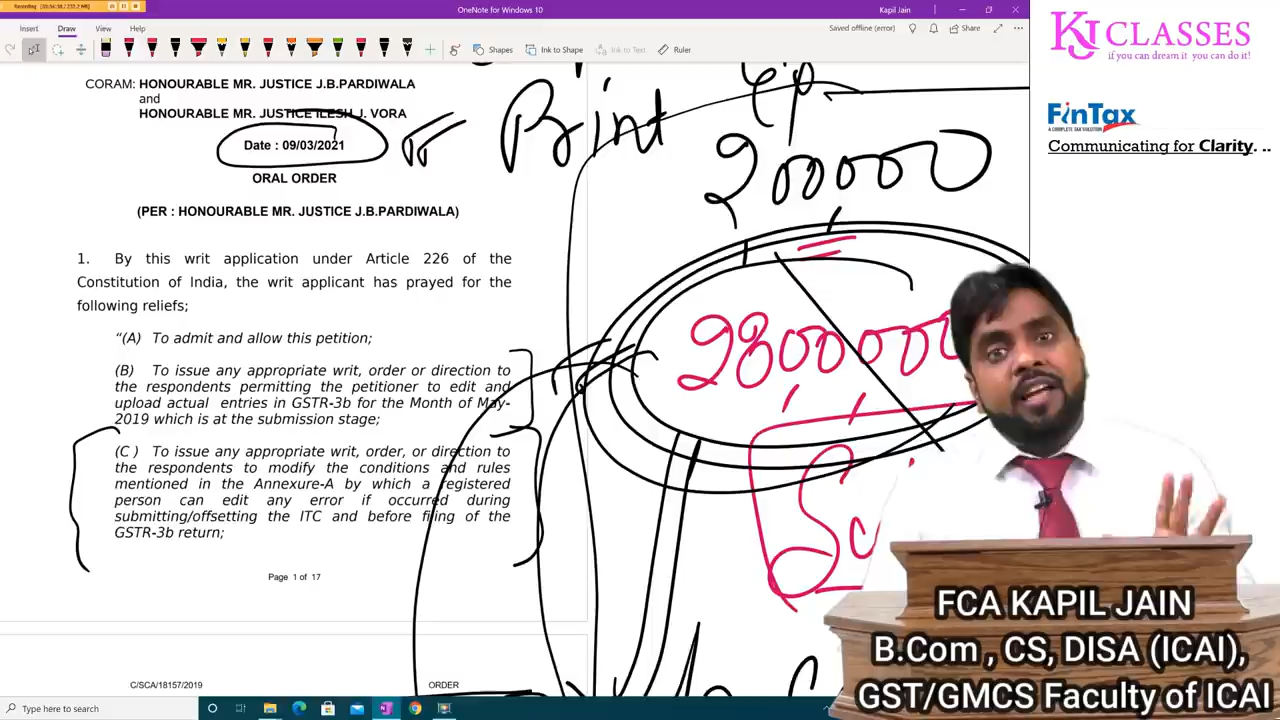 Recording
OneNote for Windows 10
Kapil Jain
Insert Draw View Help
Saved offline (error)
Share
Shapes
Ink to Shape
Ink to Text
Ruler
CORAM: HONOURABLE MR. JUSTICE J.B.PARDIWALA
and
HONOURABLE MR. JUSTICE ILESH J. VORA
Date : 09/03/2021
ORAL ORDER
(PER : HONOURABLE MR. JUSTICE J.B.PARDIWALA)
1. By this writ application under Article 226 of the
Constitution of India, the writ applicant has prayed for the
following reliefs;
“(A) To admit and allow this petition;
(B) To issue any appropriate writ, order or direction to
the respondents permitting the petitioner to edit and
upload actual entries in GSTR-3b for the Month of May-
2019 which is at the submission stage;
(C ) To issue any appropriate writ, order, or direction to
the respondents to modify the conditions and rules
mentioned in the Annexure-A by which a registered
person can edit any error if occurred during
submitting/offsetting the ITC and before filing of the
GSTR-3b return;
Page 1 of 17
C/SCA/18157/2019
ORDER
Print
200000
KJ CLASSES
if you can dream it you can do it!
FinTax
A COMPLETE TAX SOLUTION
Communicating for Clarity. ..
FCA KAPIL JAIN
B.Com , CS, DISA (ICAI),
GST/GMCS Faculty of ICAI
Type here to search